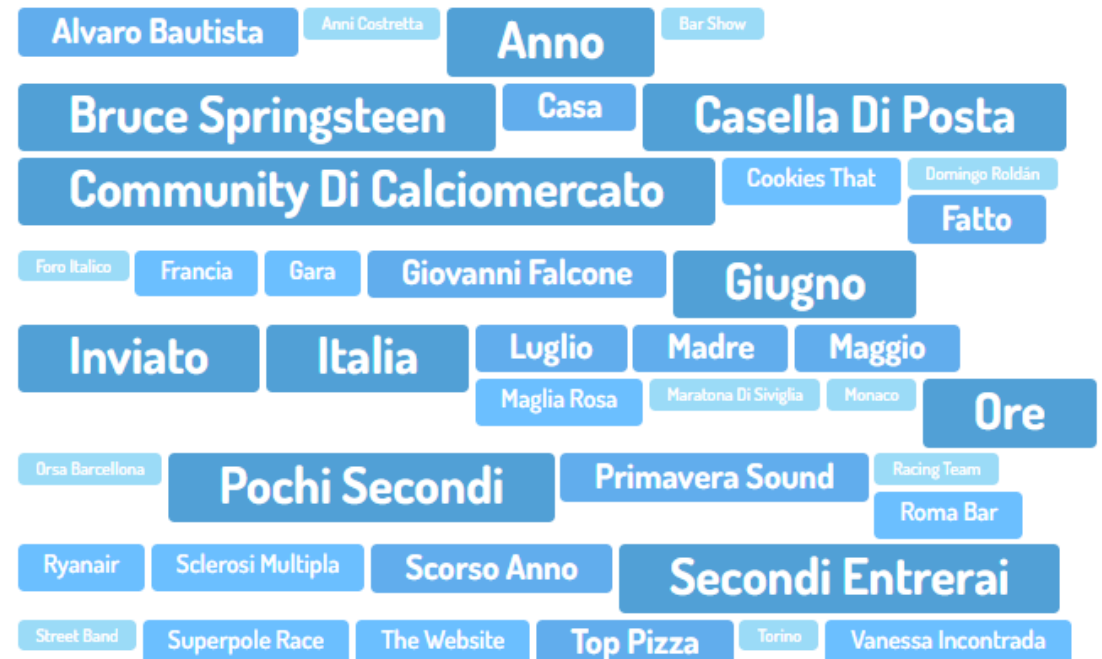 Alvaro Bautista Anni Costretta Anno Bar Show
Bruce Springsteen Casa Casella Di Posta
Community Di Calciomercato Cookies That Domingo Roldán
Fatto
Foro Italico Francia Gara Giovanni Falcone Giugno
Inviato Italia Luglio Madre Maggio
Maglia Rosa Maratona Di Siviglia Monaco Ore
Orsa Barcellona Pochi Secondi Primavera Sound Racing Team
Roma Bar
Ryanair Sclerosi Multipla Scorso Anno Secondi Entrerai
Street Band Superpole Race The Website Top Pizza Torino Vanessa Incontrada